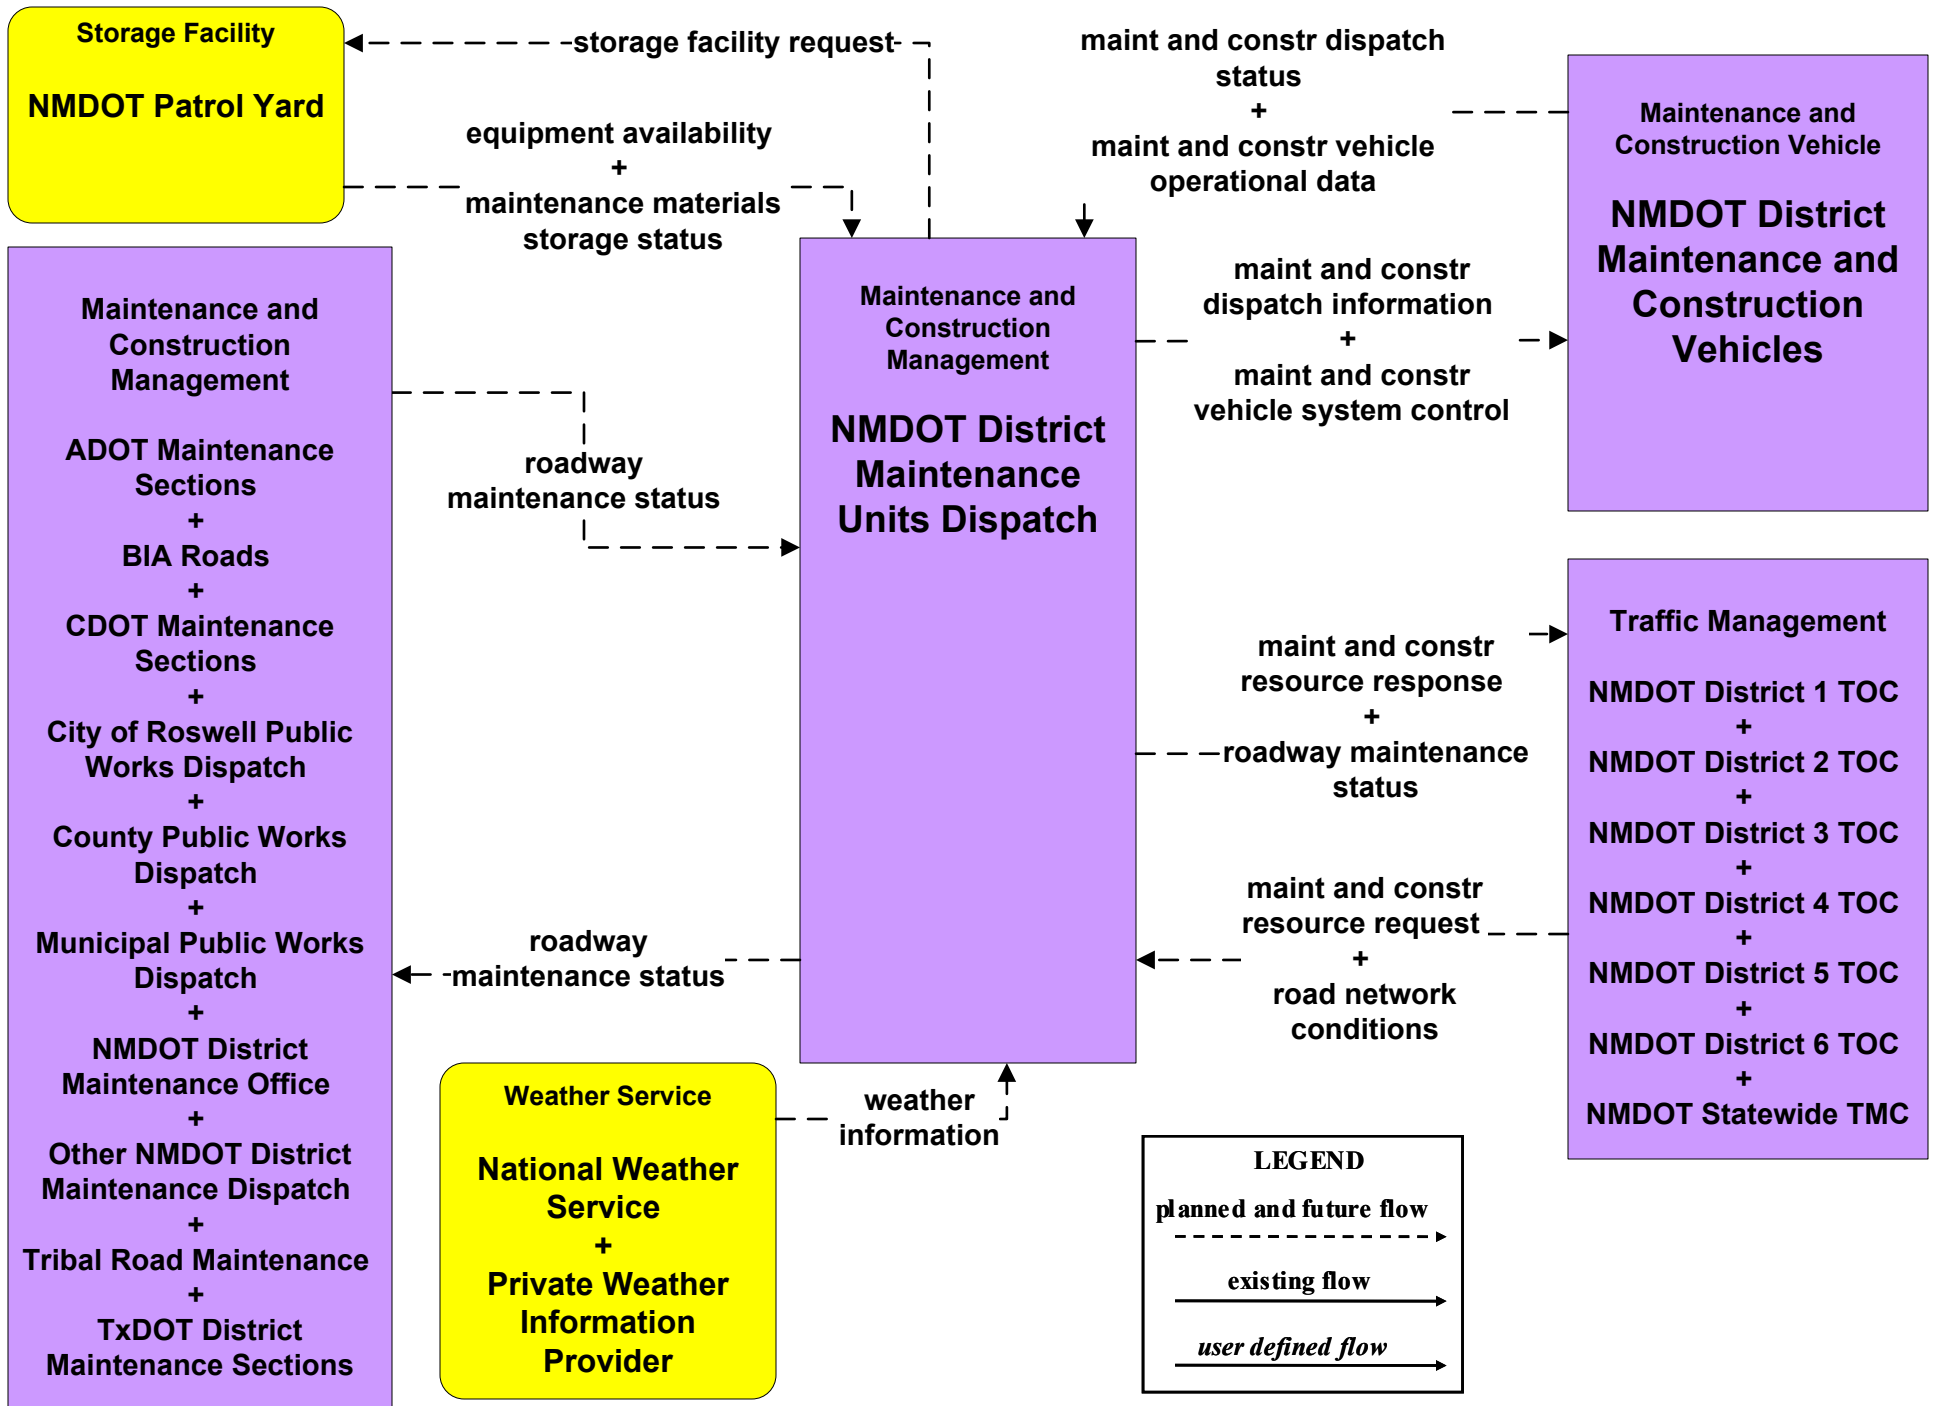 Storage Facility
NMDOT Patrol Yard
storage facility request
equipment availability
+
maintenance materials
storage status
maint and constr dispatch
status
+
maint and constr vehicle
operational data
Maintenance and
Construction Vehicle
NMDOT District
Maintenance and
Construction
Vehicles
Maintenance and
Construction
Management
ADOT Maintenance
Sections
+
BIA Roads
+
CDOT Maintenance
Sections
+
City of Roswell Public
Works Dispatch
+
County Public Works
Dispatch
+
Municipal Public Works
Dispatch
+
NMDOT District
Maintenance Office
+
Other NMDOT District
Maintenance Dispatch
+
Tribal Road Maintenance
+
TxDOT District
Maintenance Sections
roadway
maintenance status
roadway
maintenance status
Maintenance and
Construction
Management
NMDOT District
Maintenance
Units Dispatch
maint and constr
dispatch information
+
maint and constr
vehicle system control
maint and constr
resource response
+
roadway maintenance
status
maint and constr
resource request
+
road network
conditions
Traffic Management
NMDOT District 1 TOC
+
NMDOT District 2 TOC
+
NMDOT District 3 TOC
+
NMDOT District 4 TOC
+
NMDOT District 5 TOC
+
NMDOT District 6 TOC
+
NMDOT Statewide TMC
Weather Service
National Weather
Service
+
Private Weather
Information
Provider
weather
information
LEGEND
planned and future flow
existing flow
user defined flow